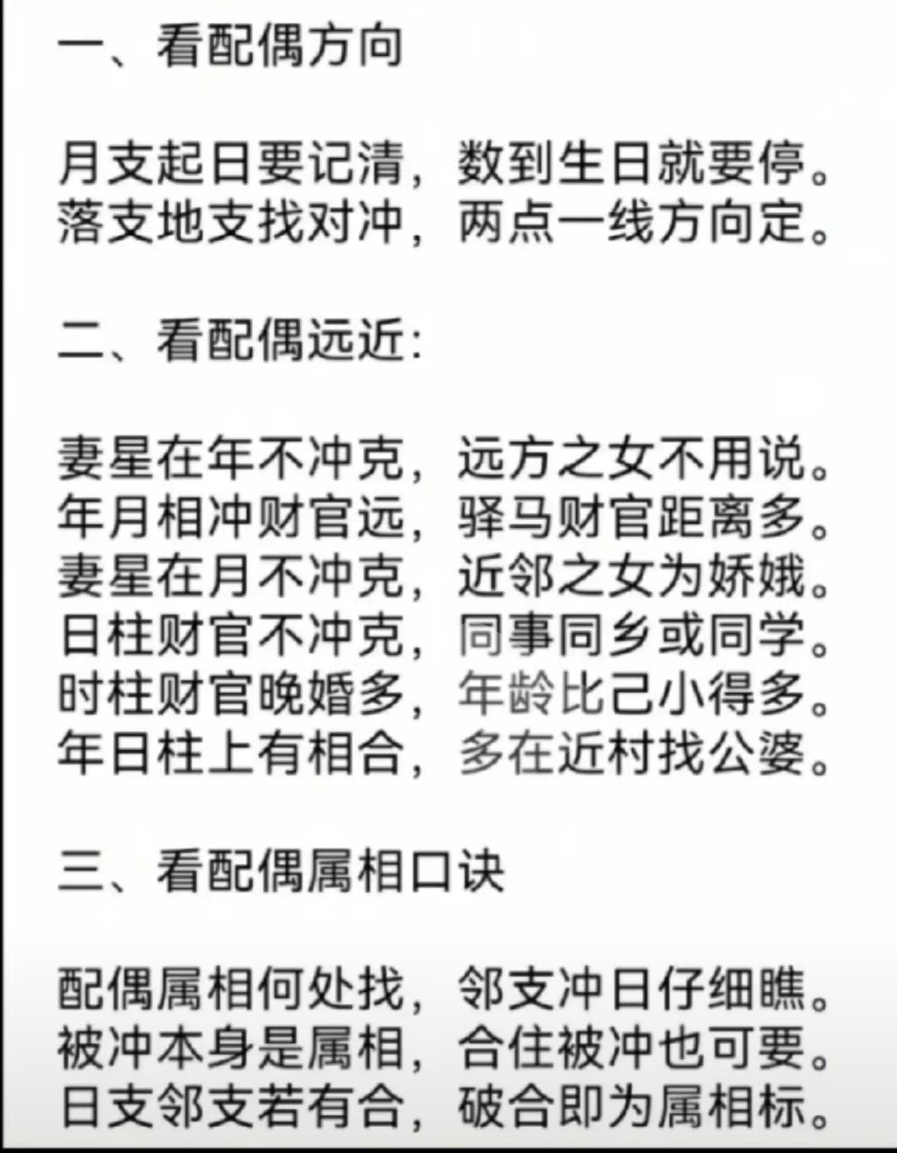 一、看配偶方向
月支起日要记清，数到生日就要停。
落支地支找对冲，两点一线方向定。
二、看配偶远近：
妻星在年不冲克，远方之女不用说。
年月相冲财官远，驿马财官距离多。
妻星在月不冲克，近邻之女为娇娥。
日柱财官不冲克，同事同乡或同学。
时柱财官晚婚多，年龄比己小得多。
年日柱上有相合，多在近村找公婆。
三、看配偶属相口诀
配偶属相何处找，邻支冲日仔细瞧。
被冲本身是属相，合住被冲也可要。
日支邻支若有合，破合即为属相标。